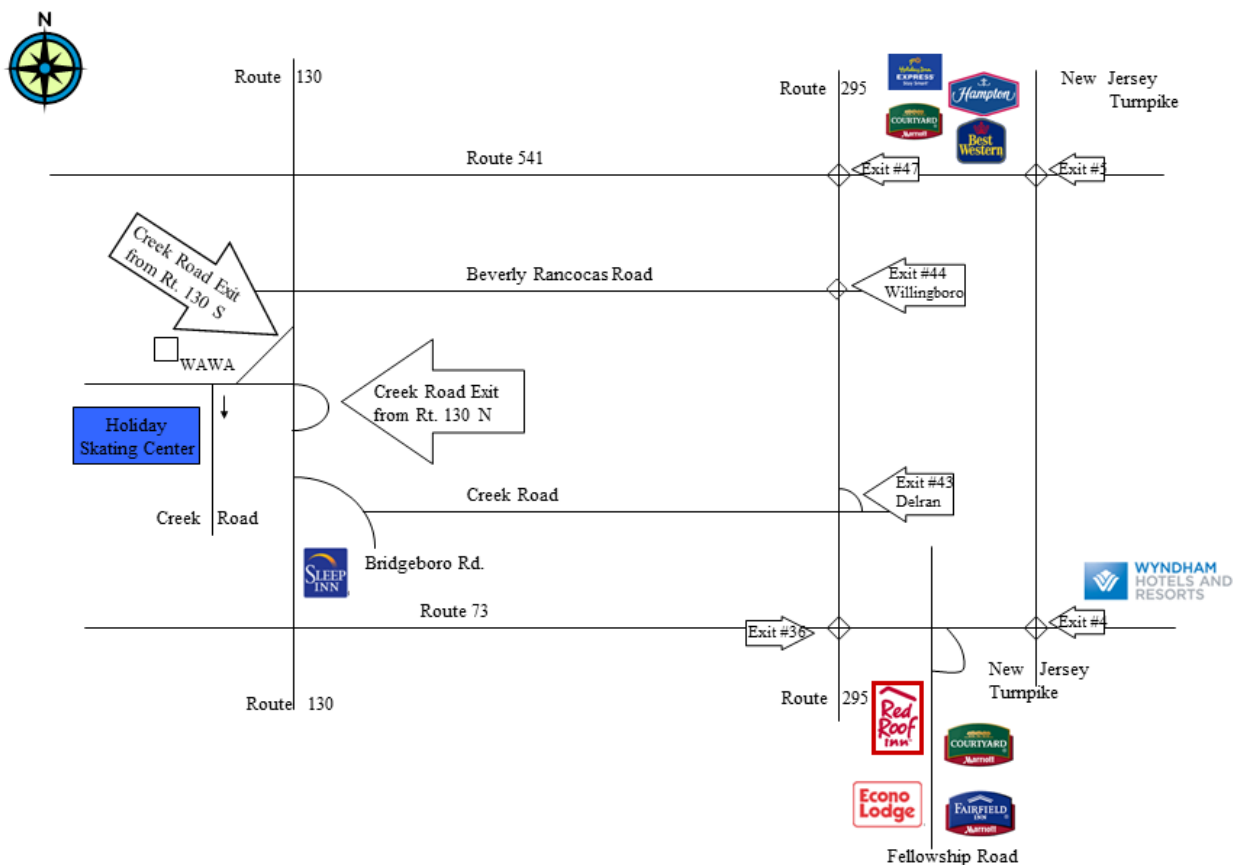 N
Route 130
Route 295
New Jersey
Turnpike
Holiday Inn
EXPRESS
Hampton
COURTYARD
Marriott
Best
Western
Route 541
Exit #47
Exit #5
Creek Road Exit
from Rt. 130 S
Beverly Rancocas Road
Exit #44
Willingboro
WAWA
Creek Road Exit
from Rt. 130 N
Holiday
Skating Center
Creek Road
Creek Road
Exit #43
Delran
Bridgeboro Rd.
SLEEP
INN
WYNDHAM
HOTELS AND
RESORTS
Route 73
Exit #36
Exit #4
New Jersey
Turnpike
Route 130
Route 295
Red
Roof
Inn
COURTYARD
Marriott
Econo
Lodge
FAIRFIELD
INN
Marriott
Fellowship Road